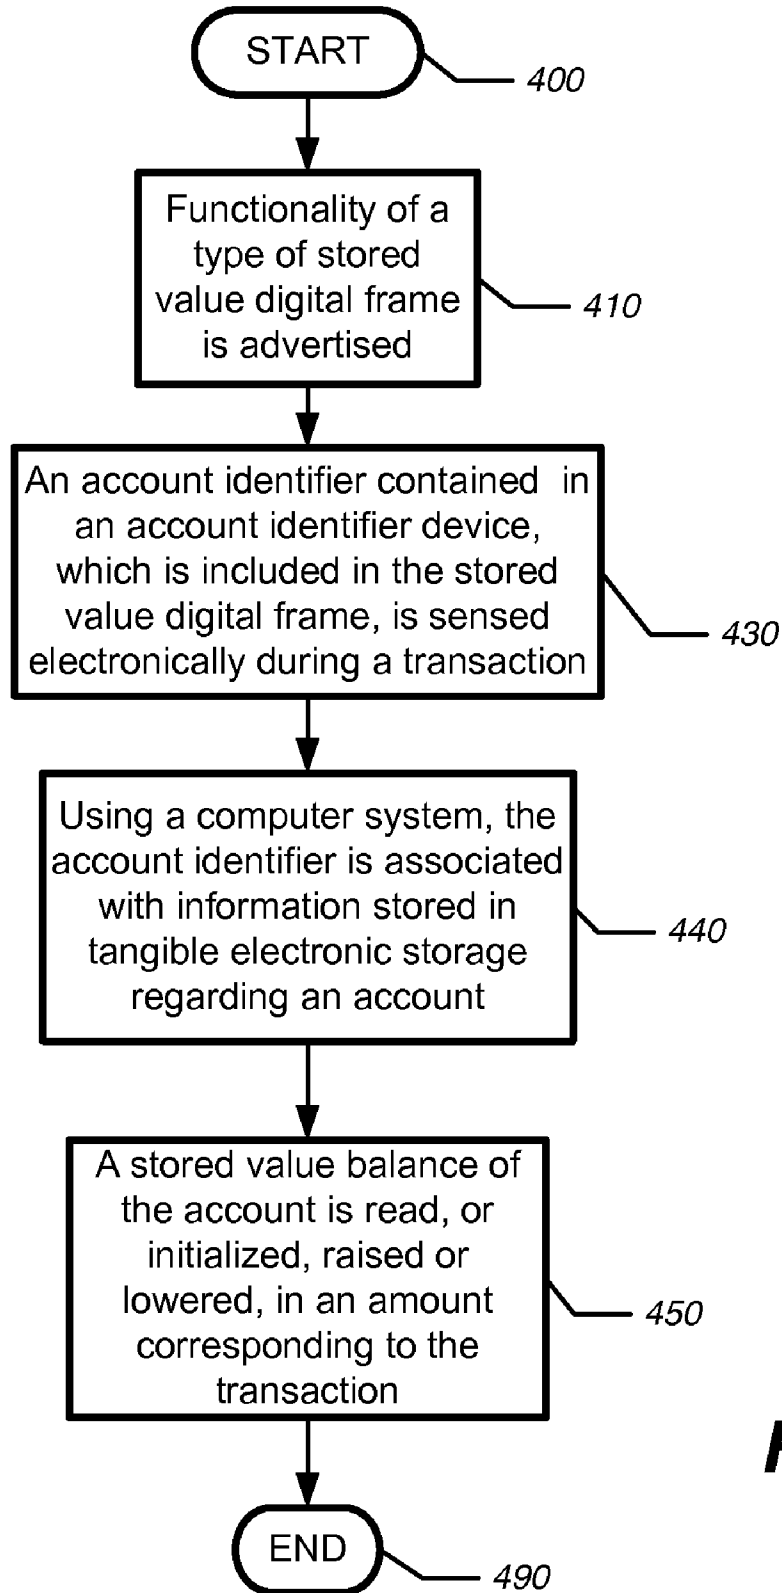 START
400
Functionality of a
type of stored
value digital frame
is advertised
410
An account identifier contained in
an account identifier device,
which is included in the stored
value digital frame, is sensed
electronically during a transaction
430
Using a computer system, the
account identifier is associated
with information stored in
tangible electronic storage
regarding an account
440
A stored value balance of
the account is read, or
initialized, raised or
lowered, in an amount
corresponding to the
transaction
450
END
490